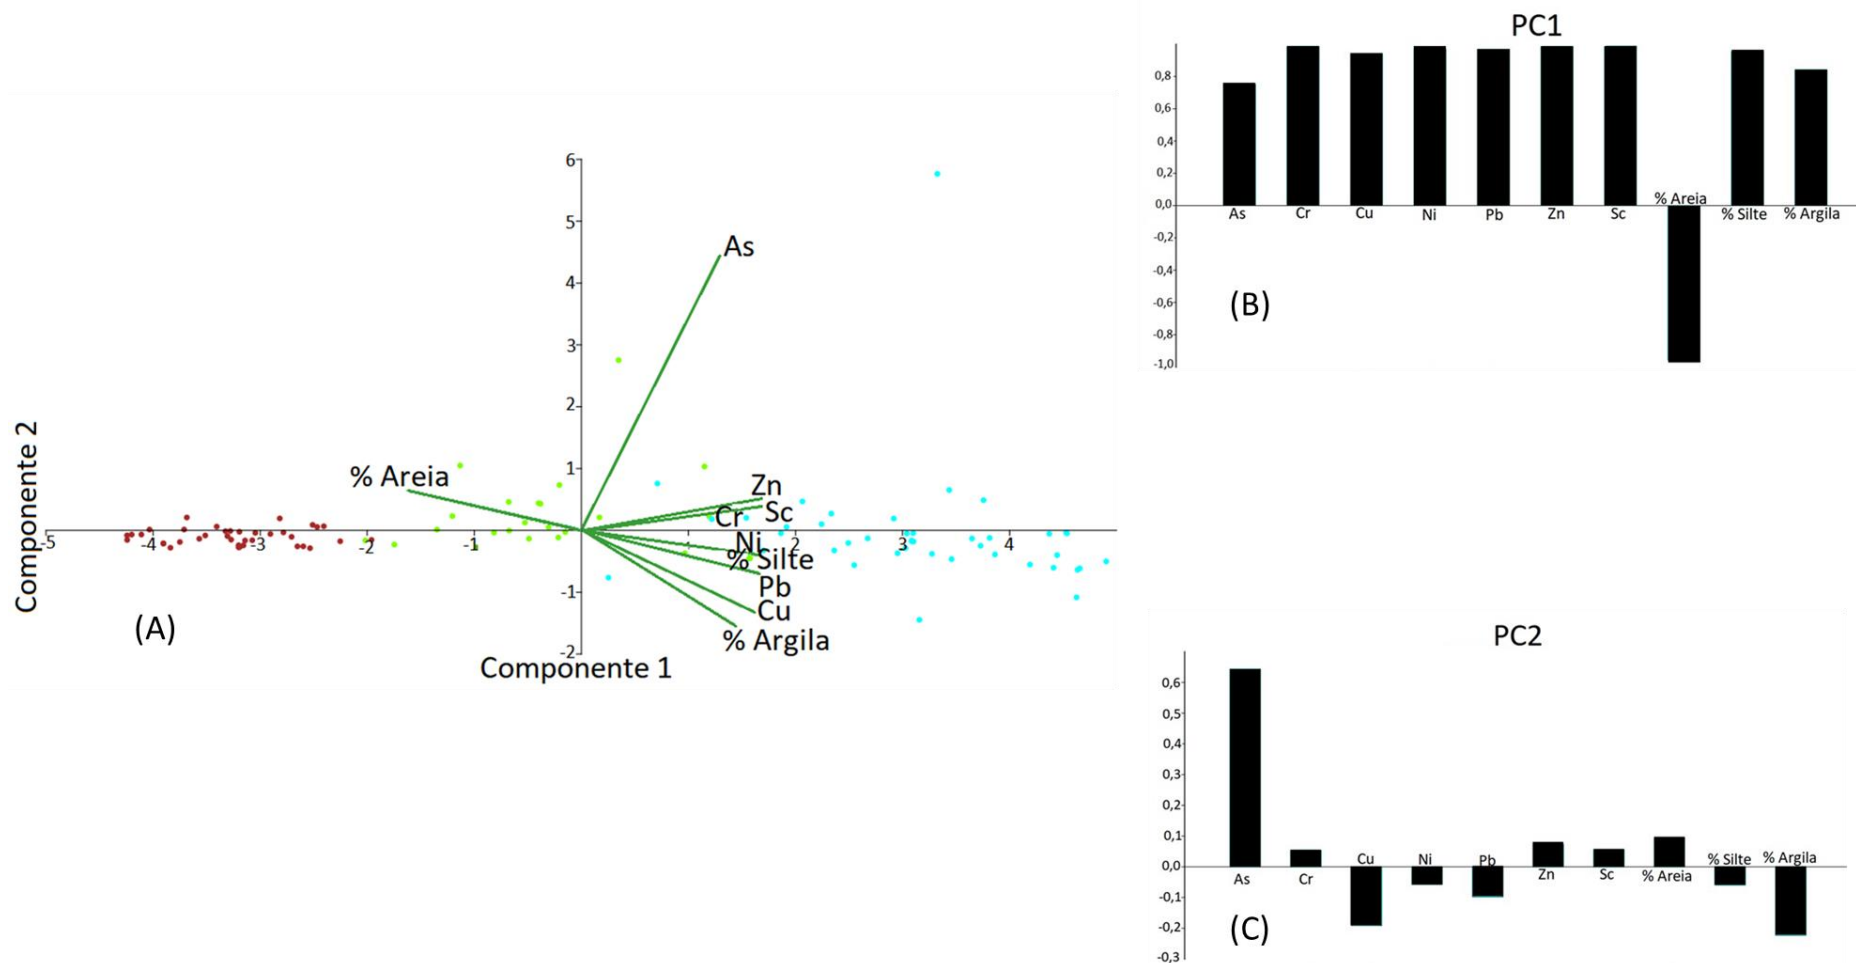 6
5
As
4
3
2
1
% Areia
Zn
Sc
Cr
-5
-4
-3
-2
-1
2
3
4
Ni
% Silte
Pb
-1
Cu
% Argila
-2
Componente 1
Componente 2
(A)
PC1
0,8
0,6
0,4
0,2
0,0
-0,2
-0,4
-0,6
-0,8
-1,0
As
Cr
Cu
Ni
Pb
Zn
Sc
% Areia
% Silte
% Argila
(B)
PC2
0,6
0,5
0,4
0,3
0,2
0,1
0,0
-0,1
-0,2
-0,3
As
Cr
Cu
Ni
Pb
Zn
Sc
% Areia
% Silte
% Argila
(C)